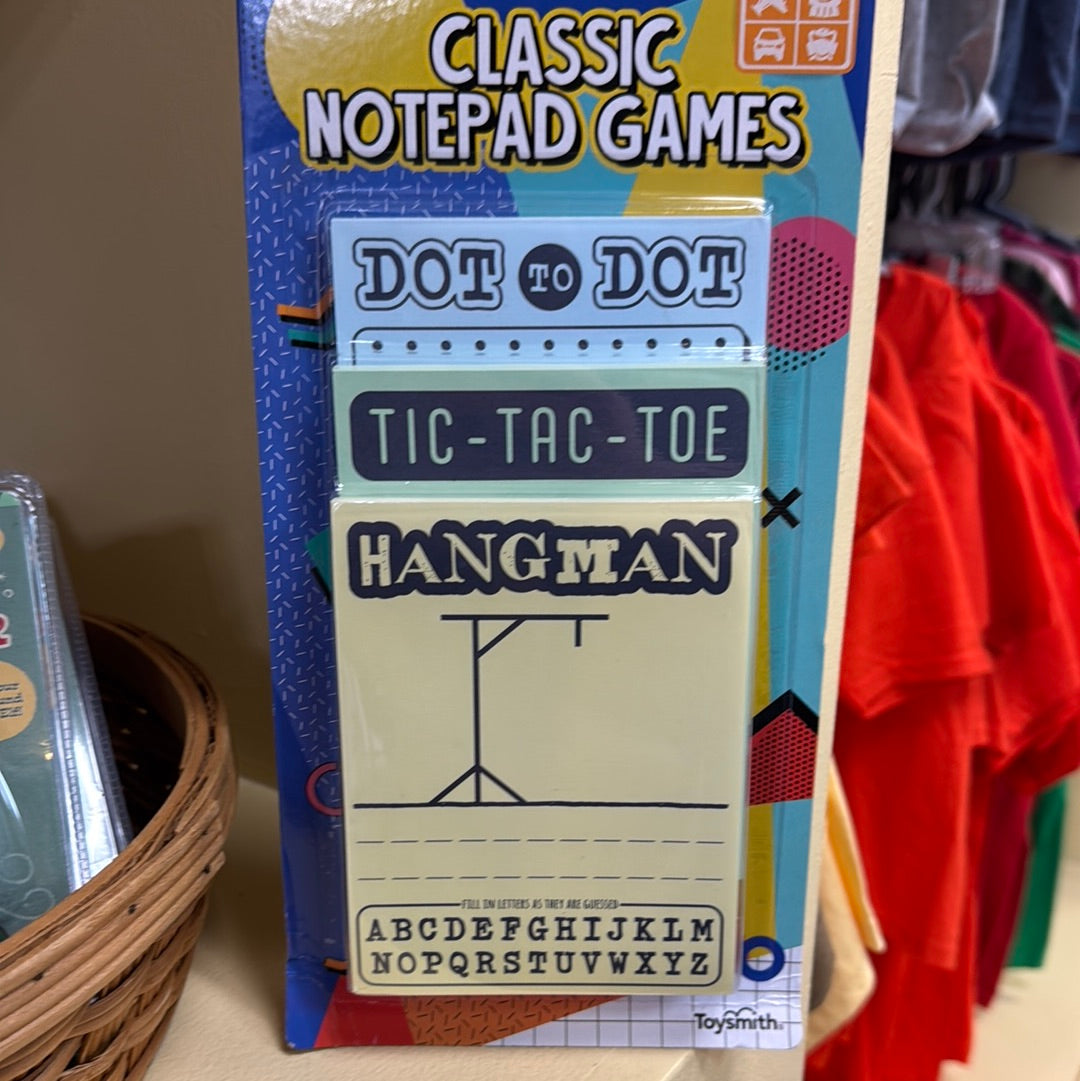 CLASSIC
NOTEPAD GAMES
DOT TO DOT
TIC-TAC-TOE
HANGMAN
FILL IN LETTERS AS THEY ARE GUESSED
ABCDEFGHIJKLM
NOPQRSTUVWXYZ
Toysmith®